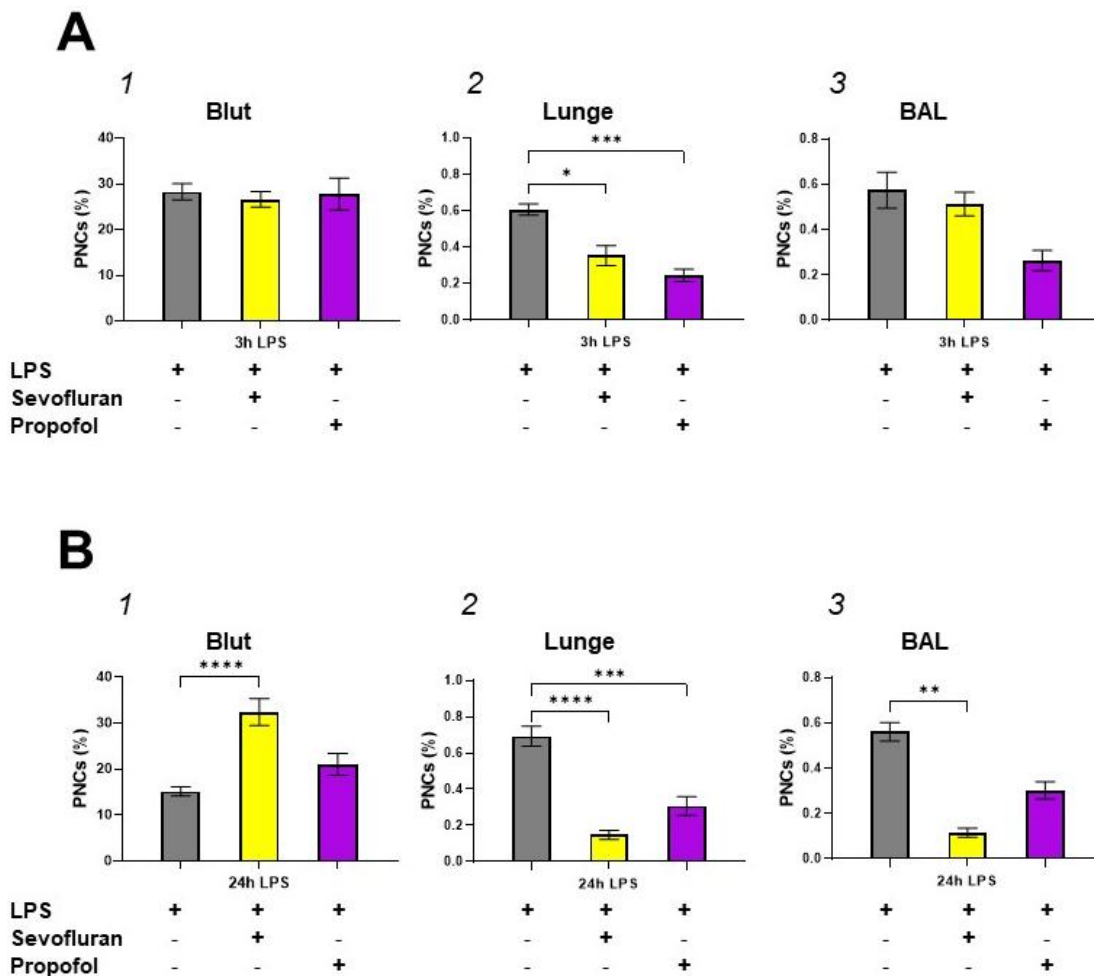 A
1 2 3
Blut Lunge BAL
*** 
*
PNCs (%) PNCs (%) PNCs (%)
40 1.0 0.8
30 0.8 0.6
20 0.6 0.4
10 0.4 0.2
0 0.2 0.0
0.0
3h LPS 3h LPS 3h LPS
LPS + + + + + + + + +
Sevofluran - + - - + - - + -
Propofol - - + - - + - - +
B
1 2 3
Blut Lunge BAL
**** *** **
****
PNCs (%) PNCs (%) PNCs (%)
40 1.0 0.8
30 0.8 0.6
20 0.6 0.4
10 0.4 0.2
0 0.2 0.0
0.0
24h LPS 24h LPS 24h LPS
LPS + + + + + + + + +
Sevofluran - + - - + - - + -
Propofol - - + - - + - - +